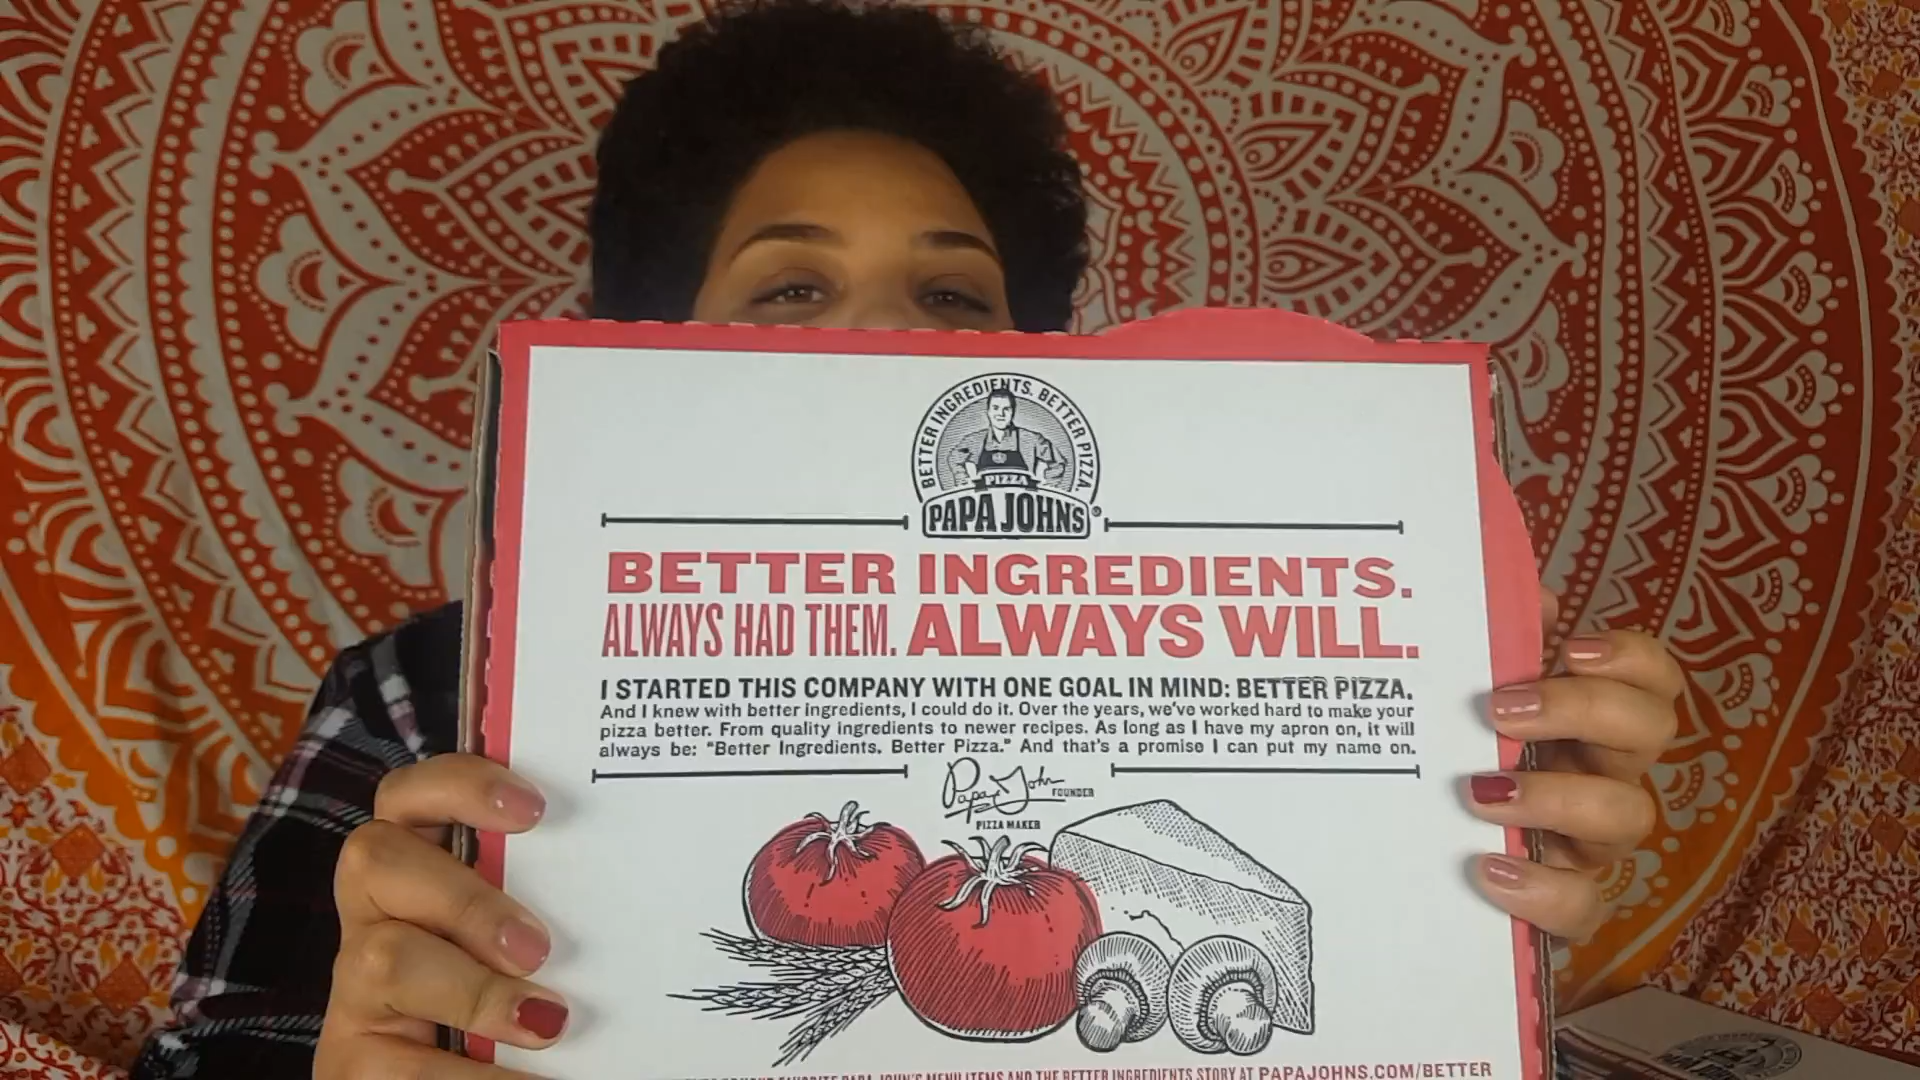 BETTER INGREDIENTS. BETTER PIZZA.
PIZZA
PAPA JOHN'S®
BETTER INGREDIENTS.
ALWAYS HAD THEM. ALWAYS WILL.
I STARTED THIS COMPANY WITH ONE GOAL IN MIND: BETTER PIZZA.
And I knew with better ingredients, I could do it. Over the years, we've worked hard to make your
pizza better. From quality ingredients to newer recipes. As long as I have my apron on, it will
always be: "Better Ingredients. Better Pizza." And that's a promise I can put my name on.
Papa John
FOUNDER
PIZZA MAKER
FAVORITE PAPA JOHN'S MENU ITEMS AND THE BETTER INGREDIENTS STORY AT PAPAJOHNS.COM/BETTER